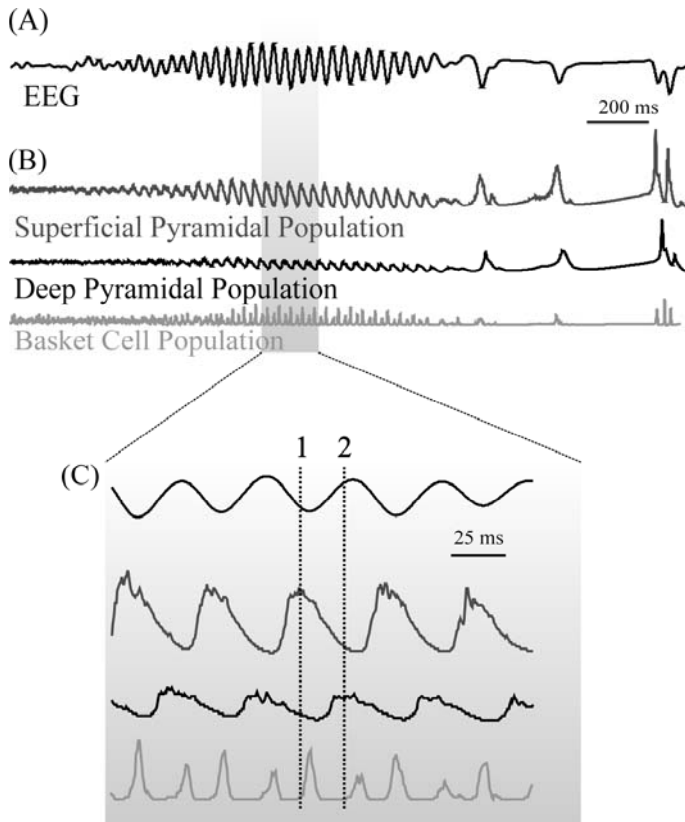 (A)
EEG
200 ms
(B)
Superficial Pyramidal Population
Deep Pyramidal Population
Basket Cell Population
1 2
(C)
25 ms